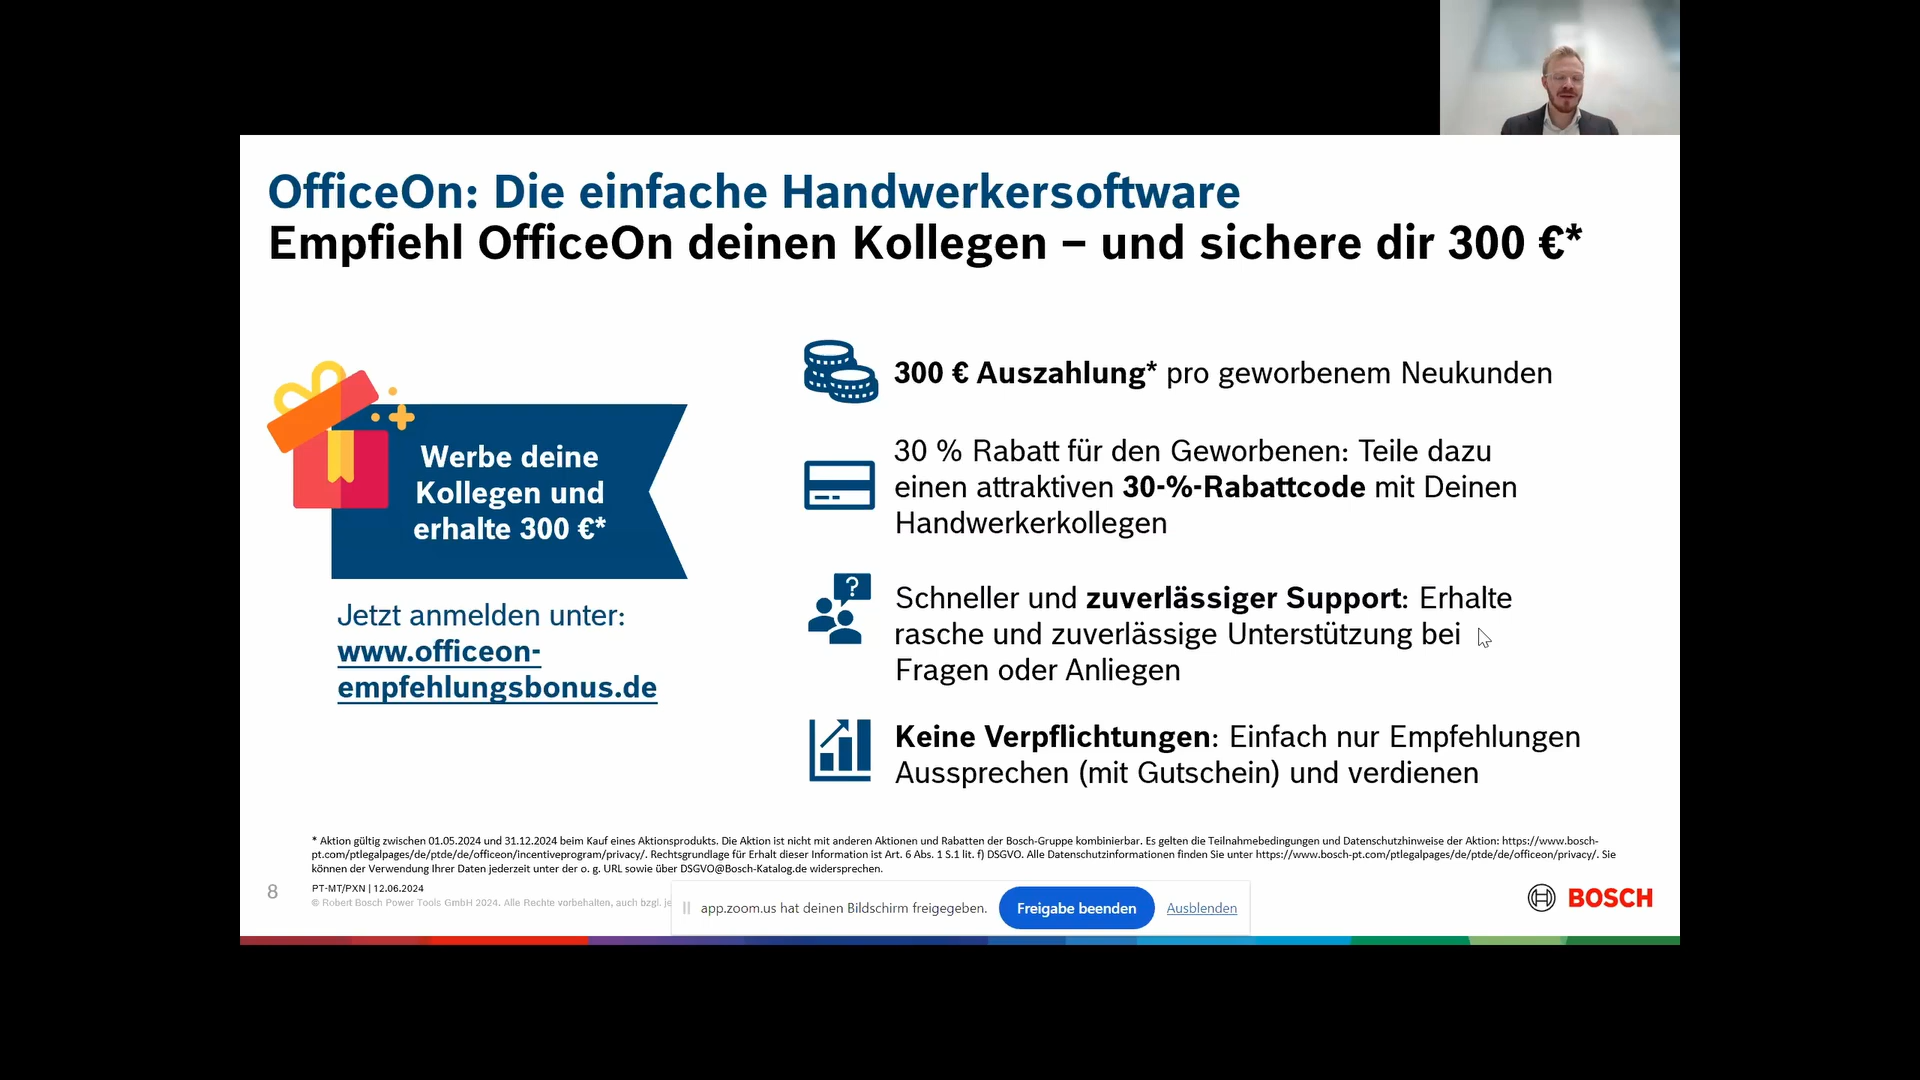 OfficeOn: Die einfache Handwerkersoftware
Empfiehl OfficeOn deinen Kollegen – und sichere dir 300 €*
Werbe deine
Kollegen und
erhalte 300 €*
Jetzt anmelden unter:
www.officeon-
empfehlungsbonus.de
300 € Auszahlung* pro geworbenem Neukunden
30 % Rabatt für den Geworbenen: Teile dazu
einen attraktiven 30-%-Rabattcode mit Deinen
Handwerkerkollegen
?
Schneller und zuverlässiger Support: Erhalte
rasche und zuverlässige Unterstützung bei
Fragen oder Anliegen
Keine Verpflichtungen: Einfach nur Empfehlungen
Aussprechen (mit Gutschein) und verdienen
* Aktion gültig zwischen 01.05.2024 und 31.12.2024 beim Kauf eines Aktionsprodukts. Die Aktion ist nicht mit anderen Aktionen und Rabatten der Bosch-Gruppe kombinierbar. Es gelten die Teilnahmebedingungen und Datenschutzhinweise der Aktion: https://www.bosch-
pt.com/ptlegalpages/de/ptde/de/officeon/incentiveprogram/privacy/. Rechtsgrundlage für Erhalt dieser Information ist Art. 6 Abs. 1 S.1 lit. f) DSGVO. Alle Datenschutzinformationen finden Sie unter https://www.bosch-pt.com/ptlegalpages/de/ptde/de/officeon/privacy/. Sie
können der Verwendung Ihrer Daten jederzeit unter der o. g. URL sowie über DSGVO@Bosch-Katalog.de widersprechen.
8
PT-MT/PXN | 12.06.2024
© Robert Bosch Power Tools GmbH 2024. Alle Rechte vorbehalten, auch bzgl. je
app.zoom.us hat deinen Bildschirm freigegeben.
Freigabe beenden
Ausblenden
BOSCH